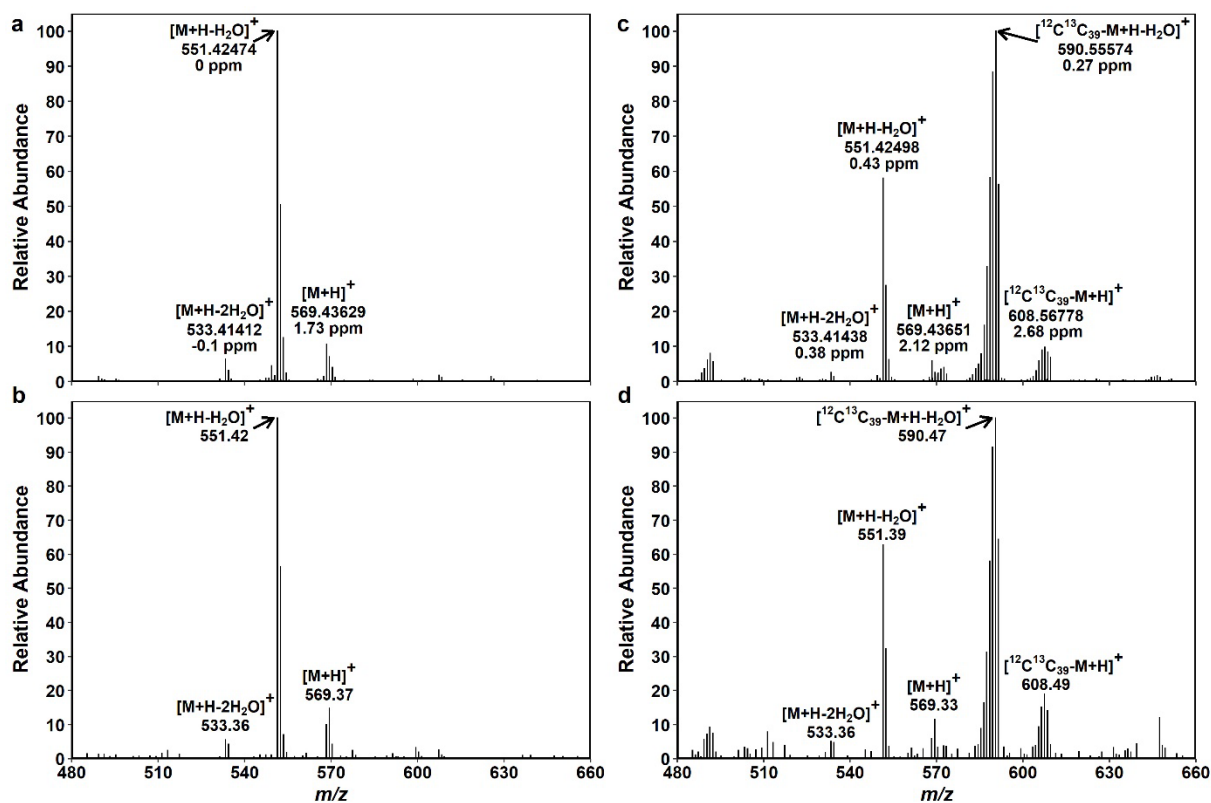 a
Relative Abundance
100
90
80
70
60
50
40
30
20
10
0
[M+H-H₂O]⁺
551.42474
0 ppm
[M+H-2H₂O]⁺
533.41412
-0.1 ppm
[M+H]⁺
569.43629
1.73 ppm
c
Relative Abundance
100
90
80
70
60
50
40
30
20
10
0
[¹²C¹³C₃₉-M+H-H₂O]⁺
590.55574
0.27 ppm
[M+H-H₂O]⁺
551.42498
0.43 ppm
[M+H-2H₂O]⁺
533.41438
0.38 ppm
[M+H]⁺
569.43651
2.12 ppm
[¹²C¹³C₃₉-M+H]⁺
608.56778
2.68 ppm
b
Relative Abundance
100
90
80
70
60
50
40
30
20
10
0
[M+H-H₂O]⁺
551.42
[M+H-2H₂O]⁺
533.36
[M+H]⁺
569.37
480 510 540 570 600 630 660
m/z
d
Relative Abundance
100
90
80
70
60
50
40
30
20
10
0
[¹²C¹³C₃₉-M+H-H₂O]⁺
590.47
[M+H-H₂O]⁺
551.39
[M+H-2H₂O]⁺
533.36
[M+H]⁺
569.33
[¹²C¹³C₃₉-M+H]⁺
608.49
480 510 540 570 600 630 660
m/z